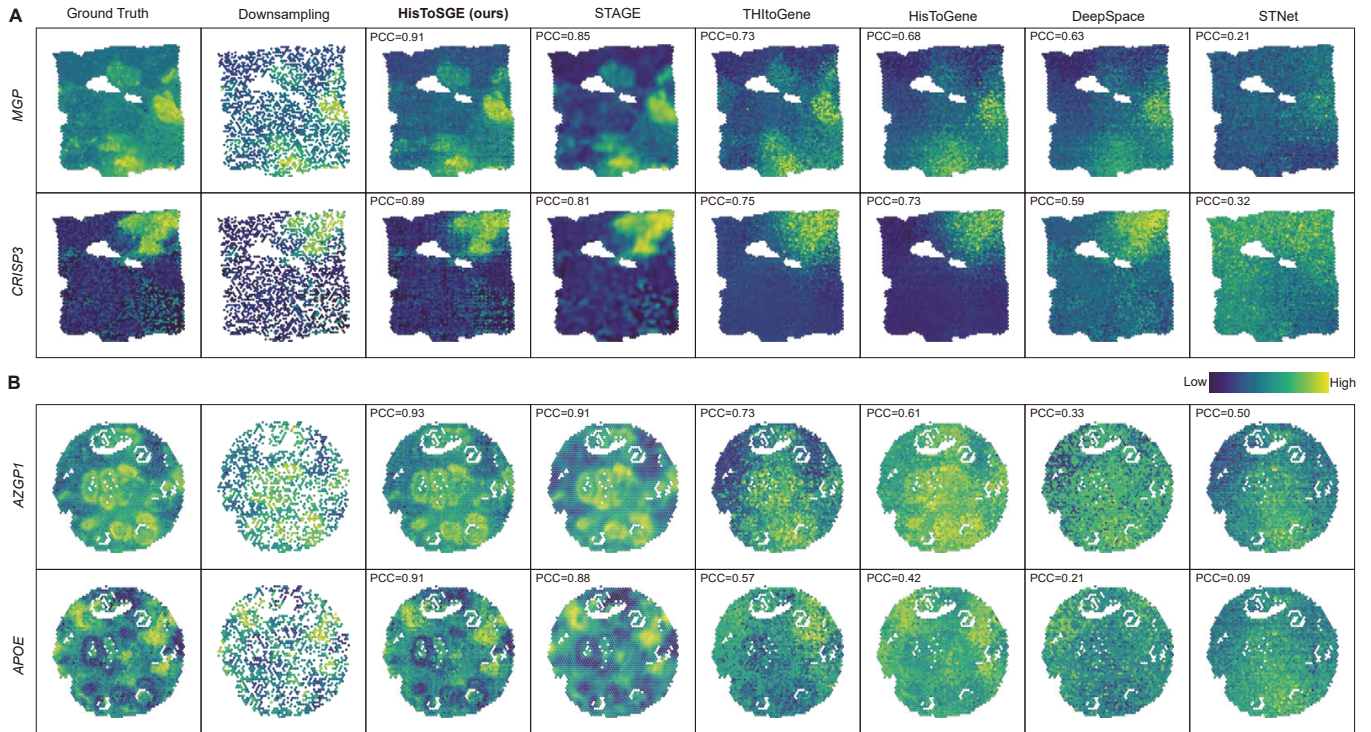 A
Ground Truth Downsampling HisToSGE (ours) STAGE THItoGene HisToGene DeepSpace STNet
MGP
PCC=0.91 PCC=0.85 PCC=0.73 PCC=0.68 PCC=0.63 PCC=0.21
CRISP3
PCC=0.89 PCC=0.81 PCC=0.75 PCC=0.73 PCC=0.59 PCC=0.32
B
Low High
AZGP1
PCC=0.93 PCC=0.91 PCC=0.73 PCC=0.61 PCC=0.33 PCC=0.50
APOE
PCC=0.91 PCC=0.88 PCC=0.57 PCC=0.42 PCC=0.21 PCC=0.09